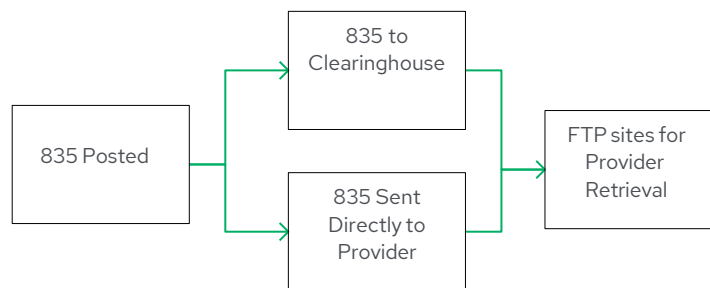 835 to
Clearinghouse
835 Posted
FTP sites for
Provider
Retrieval
835 Sent
Directly to
Provider